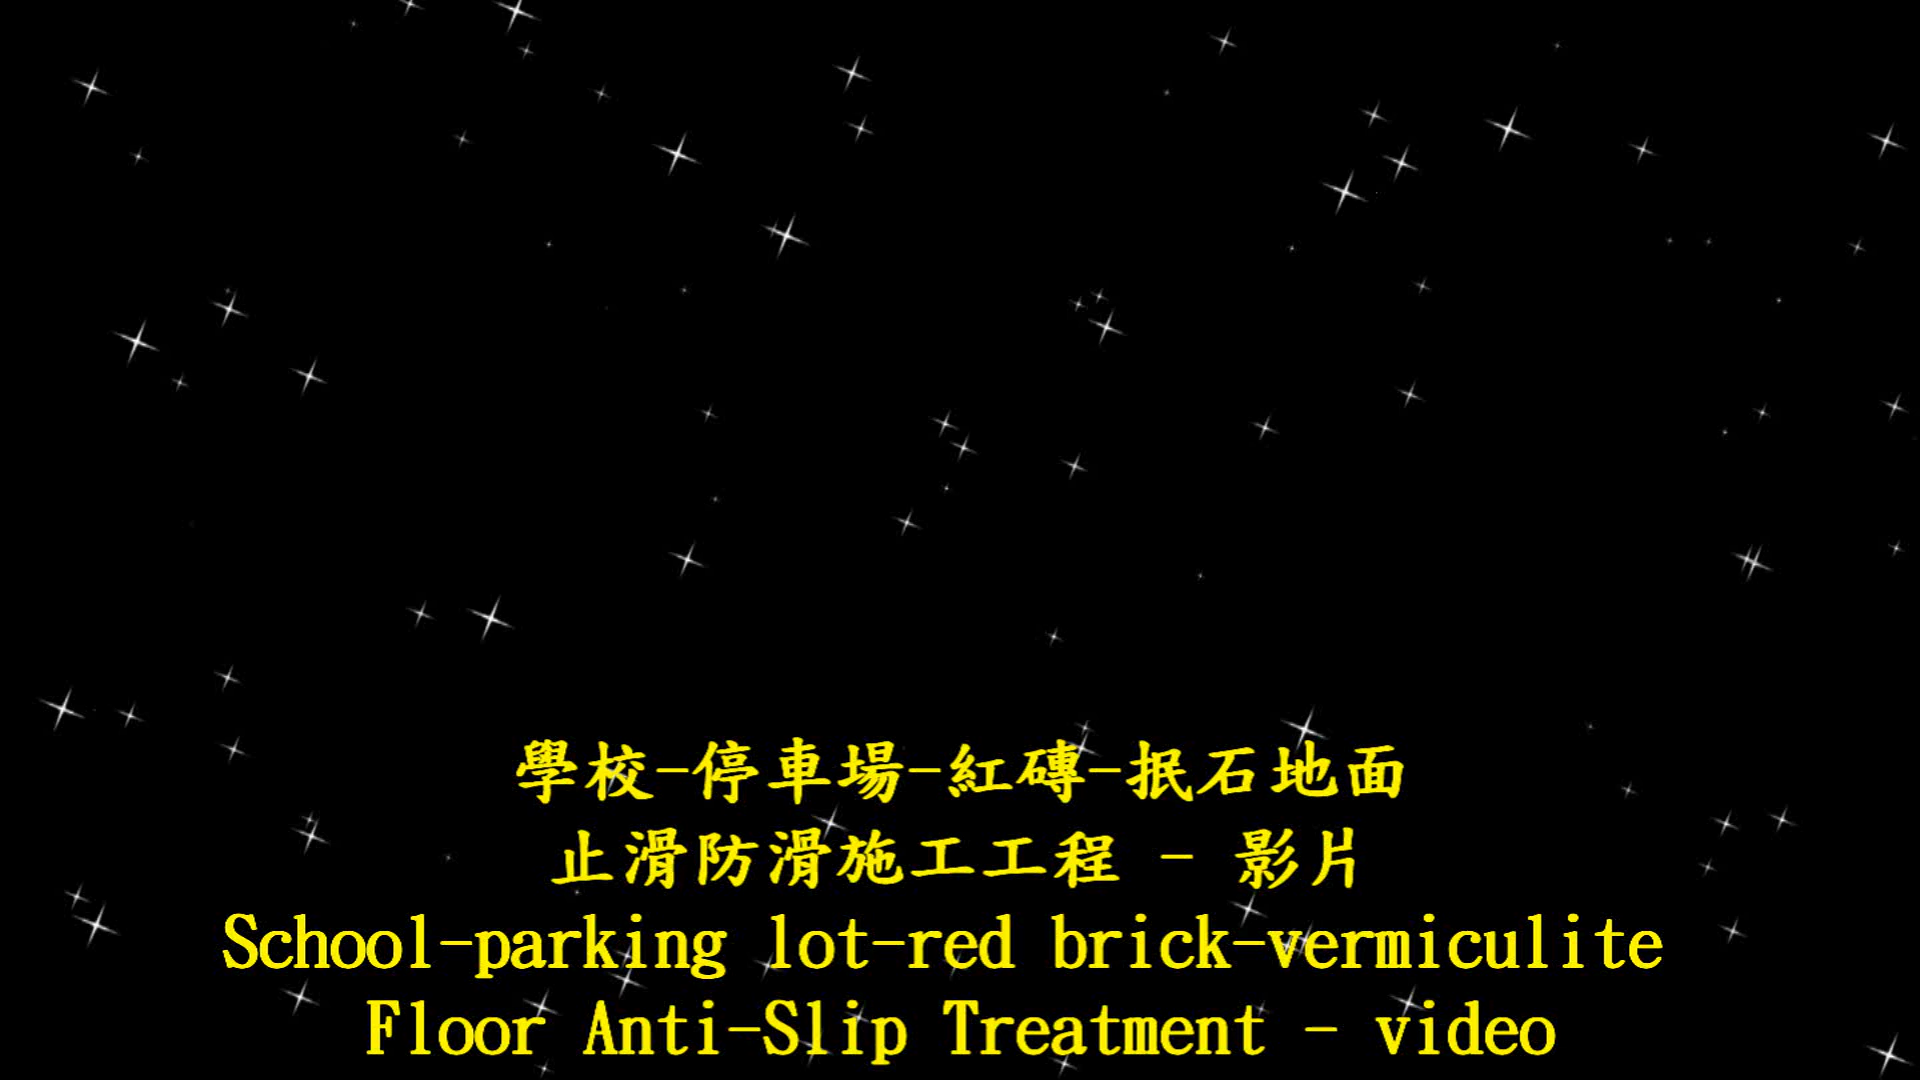 學校-停車場-紅磚-抿石地面
止滑防滑施工工程 - 影片
School-parking lot-red brick-vermiculite
Floor Anti-Slip Treatment - video